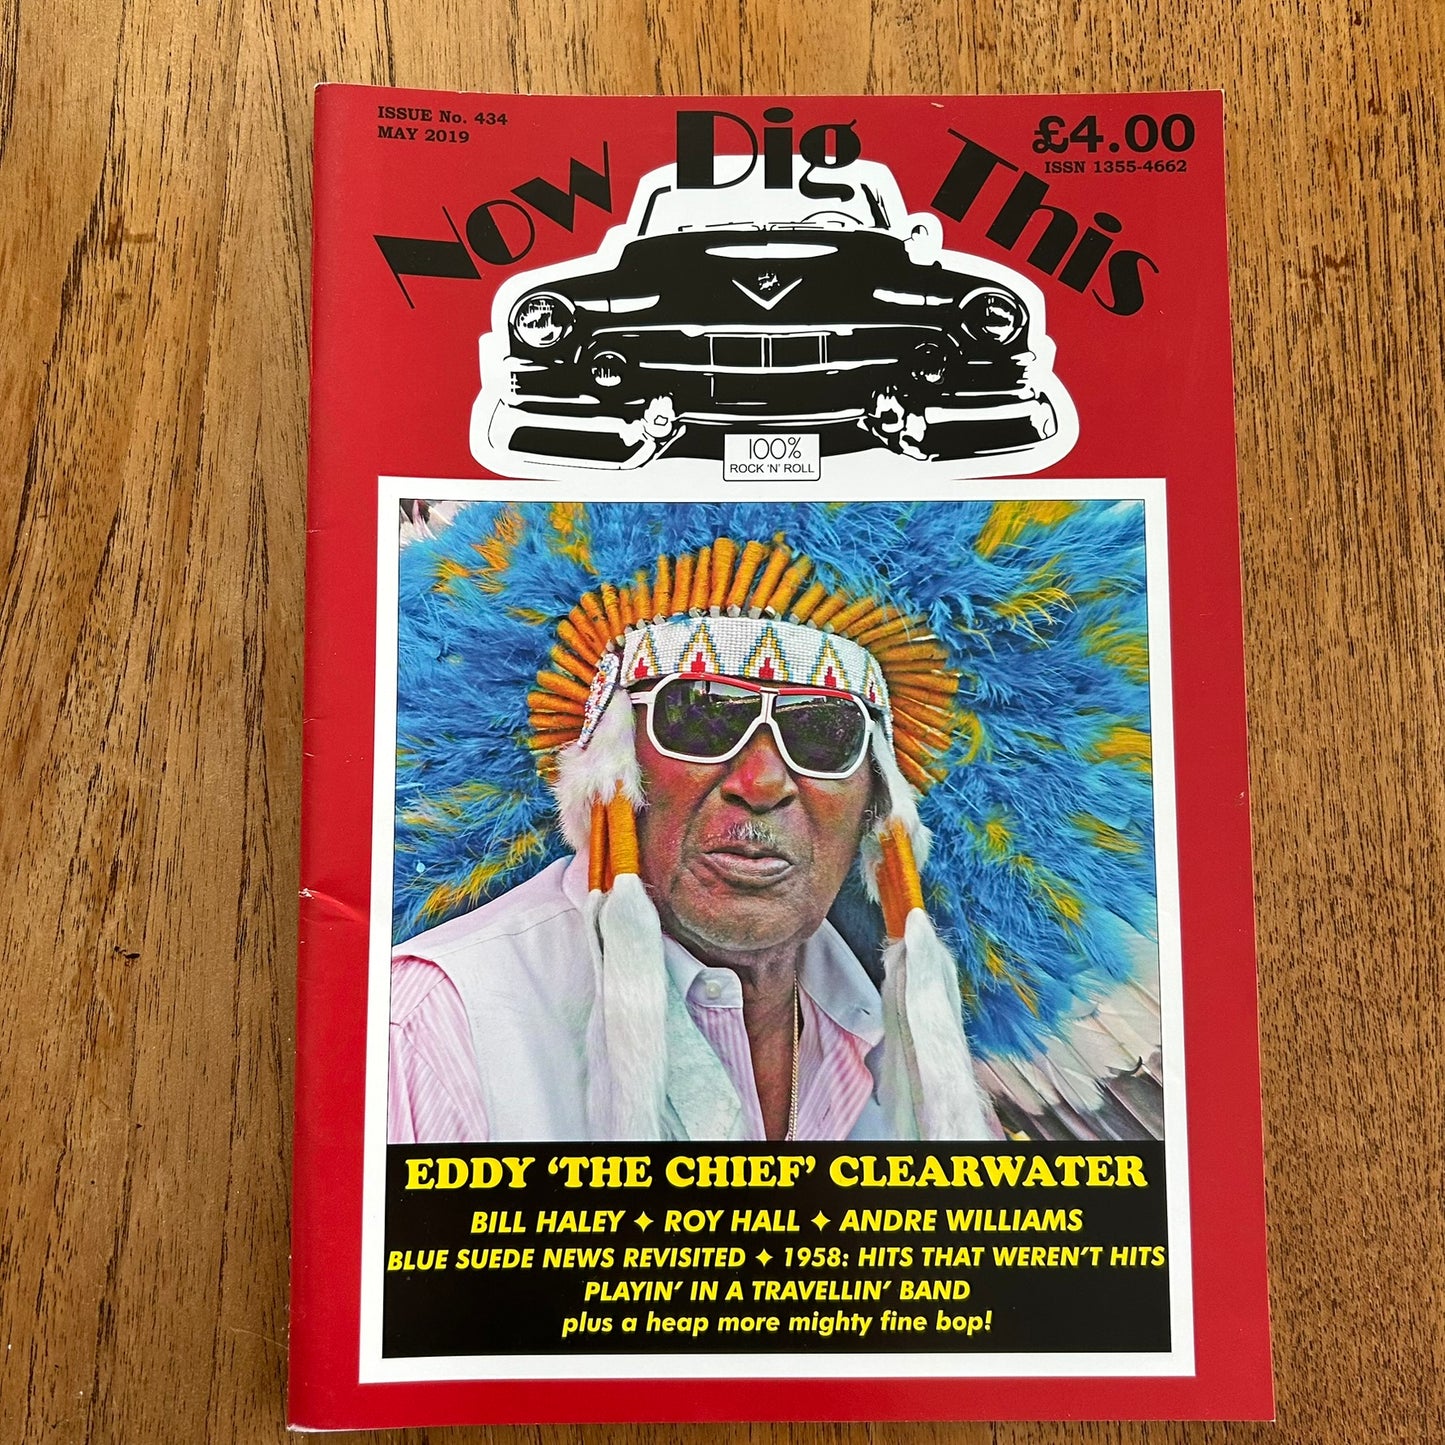 ISSUE No. 434
MAY 2019
Now Dig This
£4.00
ISSN 1355-4662
100%
ROCK 'N' ROLL
EDDY ‘THE CHIEF’ CLEARWATER
BILL HALEY ✦ ROY HALL ✦ ANDRE WILLIAMS
BLUE SUEDE NEWS REVISITED ✦ 1958: HITS THAT WEREN’T HITS
PLAYIN’ IN A TRAVELLIN’ BAND
plus a heap more mighty fine bop!